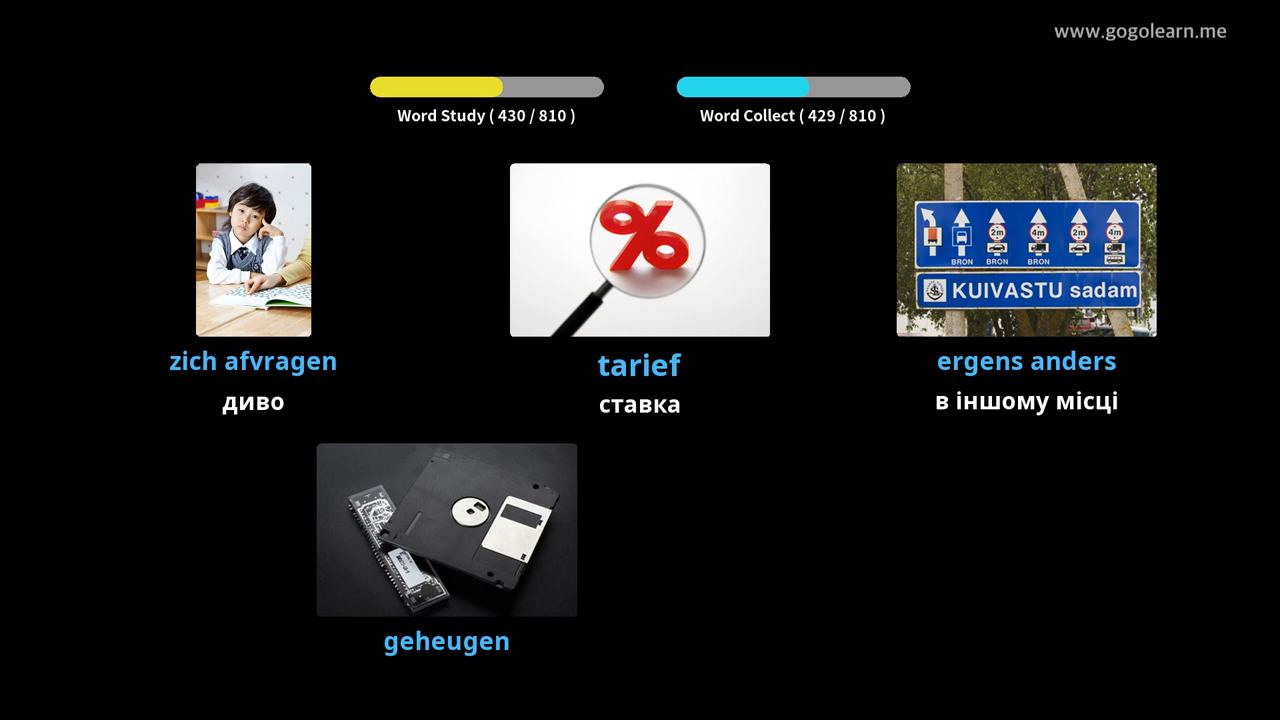 www.gogolearn.me
Word Study ( 430 / 810 )
Word Collect ( 429 / 810 )
2m
4m
2m
4m
BRON
BRON
BRON
KUIVASTU sadam
zich afvragen
tarief
ergens anders
диво
ставка
в іншому місці
geheugen